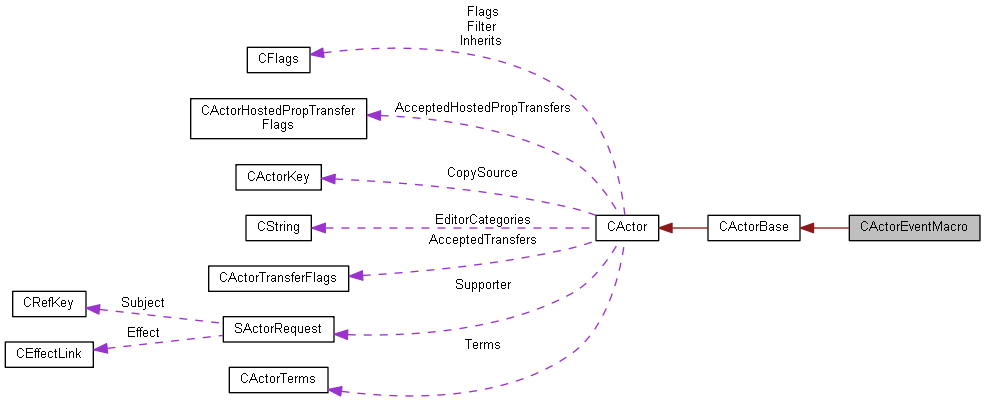 Flags
Filter
Inherits
CFlags
CActorHostedPropTransfer
Flags
AcceptedHostedPropTransfers
CActorKey
CopySource
CString
EditorCategories
CActor
CActorBase
CActorEventMacro
AcceptedTransfers
CActorTransferFlags
Supporter
CRefKey
Subject
SActorRequest
Effect
CEffectLink
Terms
CActorTerms